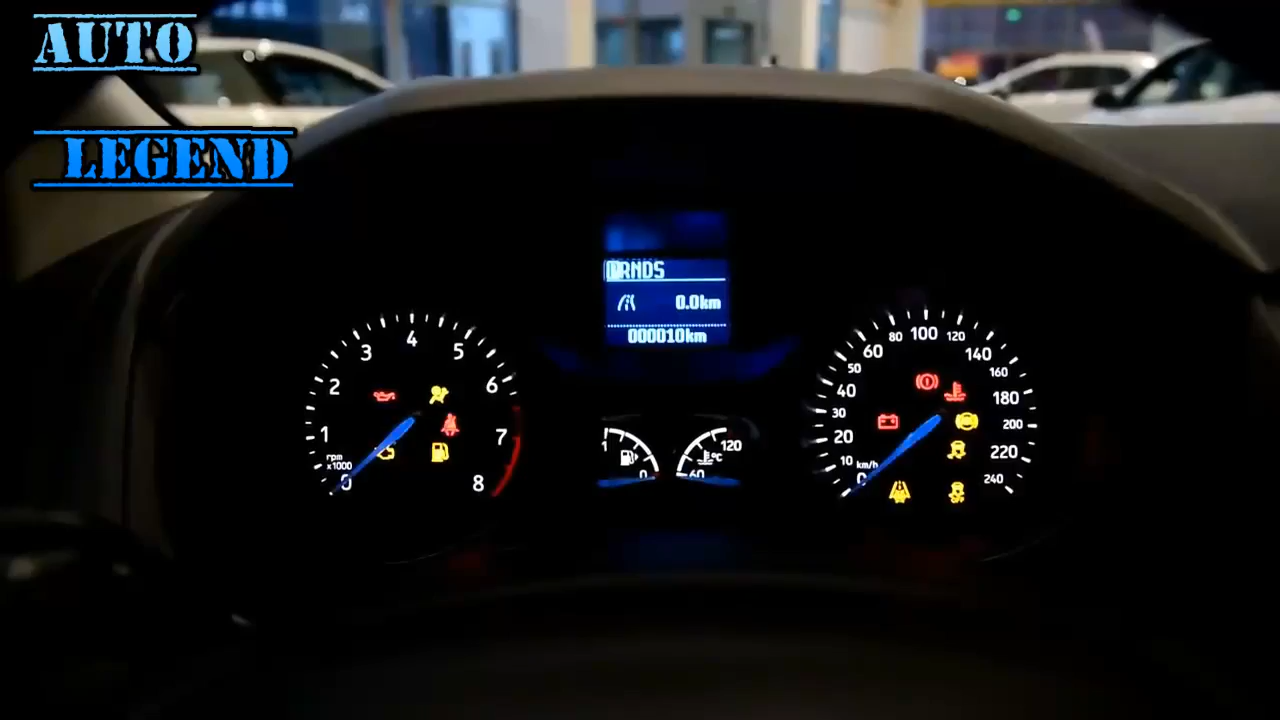 AUTO
LEGEND
PRNDS
0.0km
000010km
0 1 2 3 4 5 6 7 8
rpm
x1000
1 0
60 120
°C
0 10 20 30 40 50 60 80 100 120 140 160 180 200 220 240
km/h